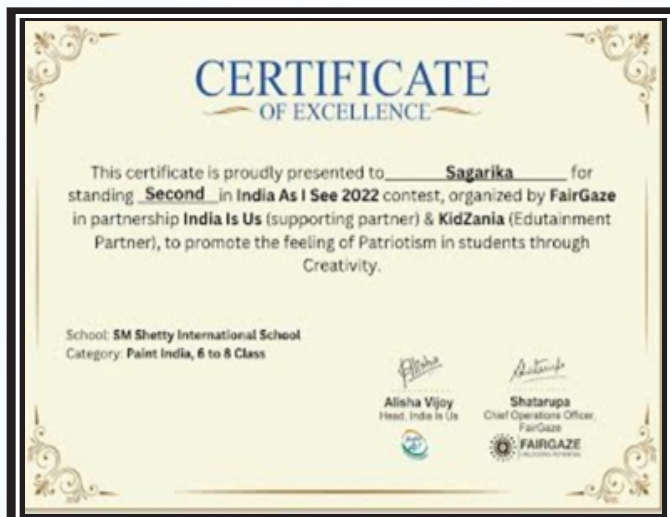 CERTIFICATE
OF EXCELLENCE
This certificate is proudly presented to Sagarika for
standing Second in India As I See 2022 contest, organized by FairGaze
in partnership India Is Us (supporting partner) & KidZania (Edutainment
Partner), to promote the feeling of Patriotism in students through
Creativity.
School: SM Shetty International School
Category: Paint India, 6 to 8 Class
Alisha Vijoy
Head, India Is Us
Shatarupa
Chief Operations Officer,
FairGaze
FAIRGAZE